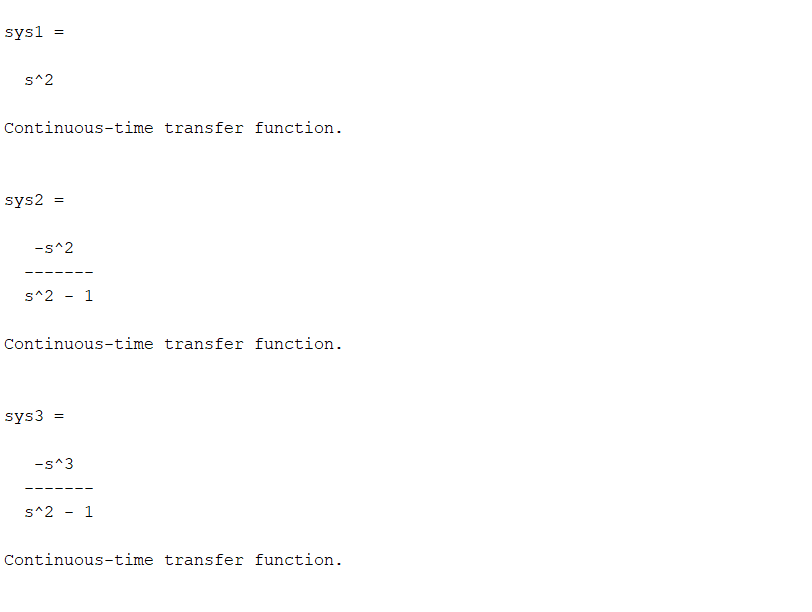 sys1 =
s^2
Continuous-time transfer function.
sys2 =
-s^2
-------
s^2 - 1
Continuous-time transfer function.
sys3 =
-s^3
-------
s^2 - 1
Continuous-time transfer function.